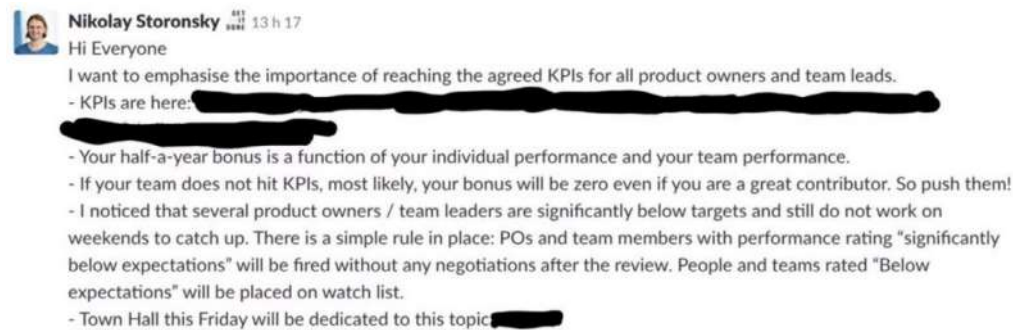 Nikolay Storonsky GET IT DONE 13 h 17
Hi Everyone
I want to emphasise the importance of reaching the agreed KPIs for all product owners and team leads.
- KPIs are here:
- Your half-a-year bonus is a function of your individual performance and your team performance.
- If your team does not hit KPIs, most likely, your bonus will be zero even if you are a great contributor. So push them!
- I noticed that several product owners / team leaders are significantly below targets and still do not work on
weekends to catch up. There is a simple rule in place: POs and team members with performance rating “significantly
below expectations” will be fired without any negotiations after the review. People and teams rated “Below
expectations” will be placed on watch list.
- Town Hall this Friday will be dedicated to this topic: